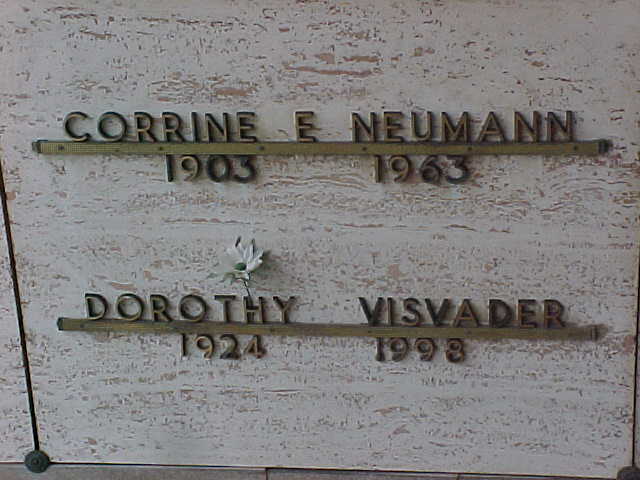 CORRINE E NEUMANN
1903 1963
DOROTHY VISVADER
1924 1998